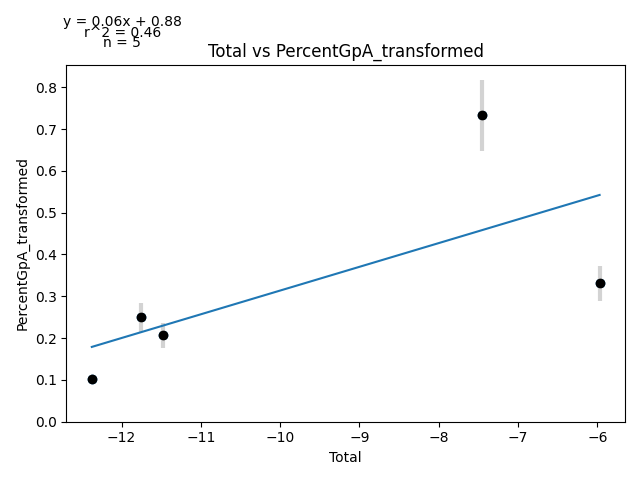 y = 0.06x + 0.88
r^2 = 0.46
n = 5
Total vs PercentGpA_transformed
PercentGpA_transformed
0.8
0.7
0.6
0.5
0.4
0.3
0.2
0.1
0.0
−12 −11 −10 −9 −8 −7 −6
Total